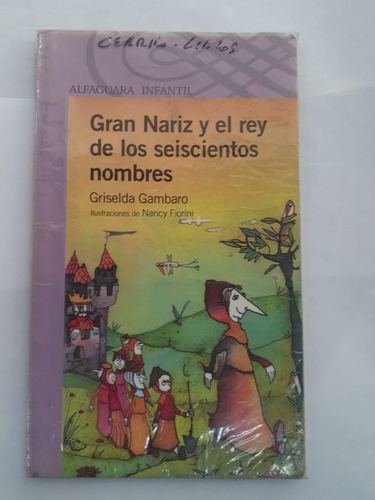 ALFAGUARA INFANTIL
Gran Nariz y el rey
de los seiscientos
nombres
Griselda Gambaro
Ilustraciones de Nancy Fiorini